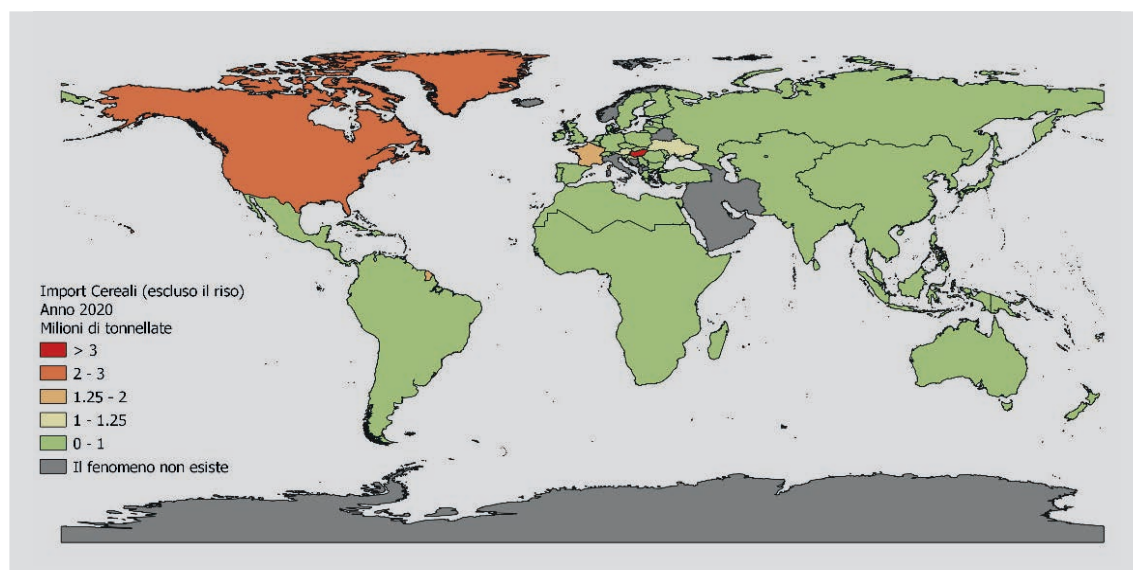 Import Cereali (escluso il riso)
Anno 2020
Milioni di tonnellate
> 3
2 - 3
1.25 - 2
1 - 1.25
0 - 1
Il fenomeno non esiste